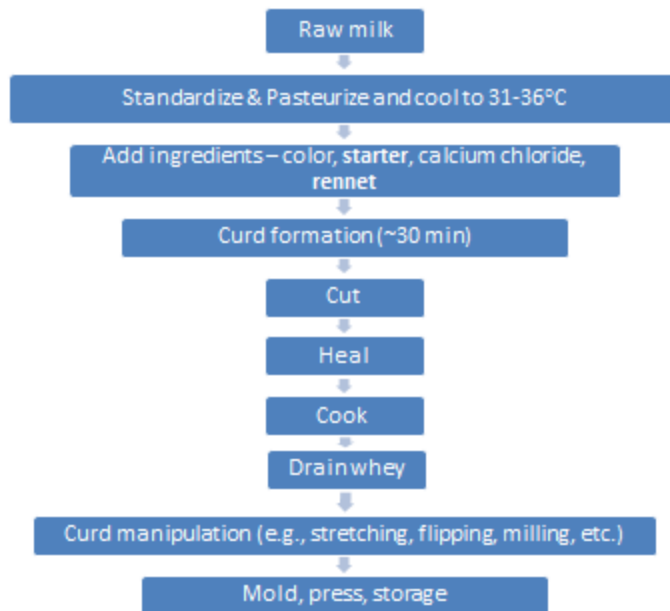 Raw milk
Standardize & Pasteurize and cool to 31-36°C
Add ingredients – color, starter, calcium chloride,
rennet
Curd formation (~30 min)
Cut
Heal
Cook
Drain whey
Curd manipulation (e.g., stretching, flipping, milling, etc.)
Mold, press, storage